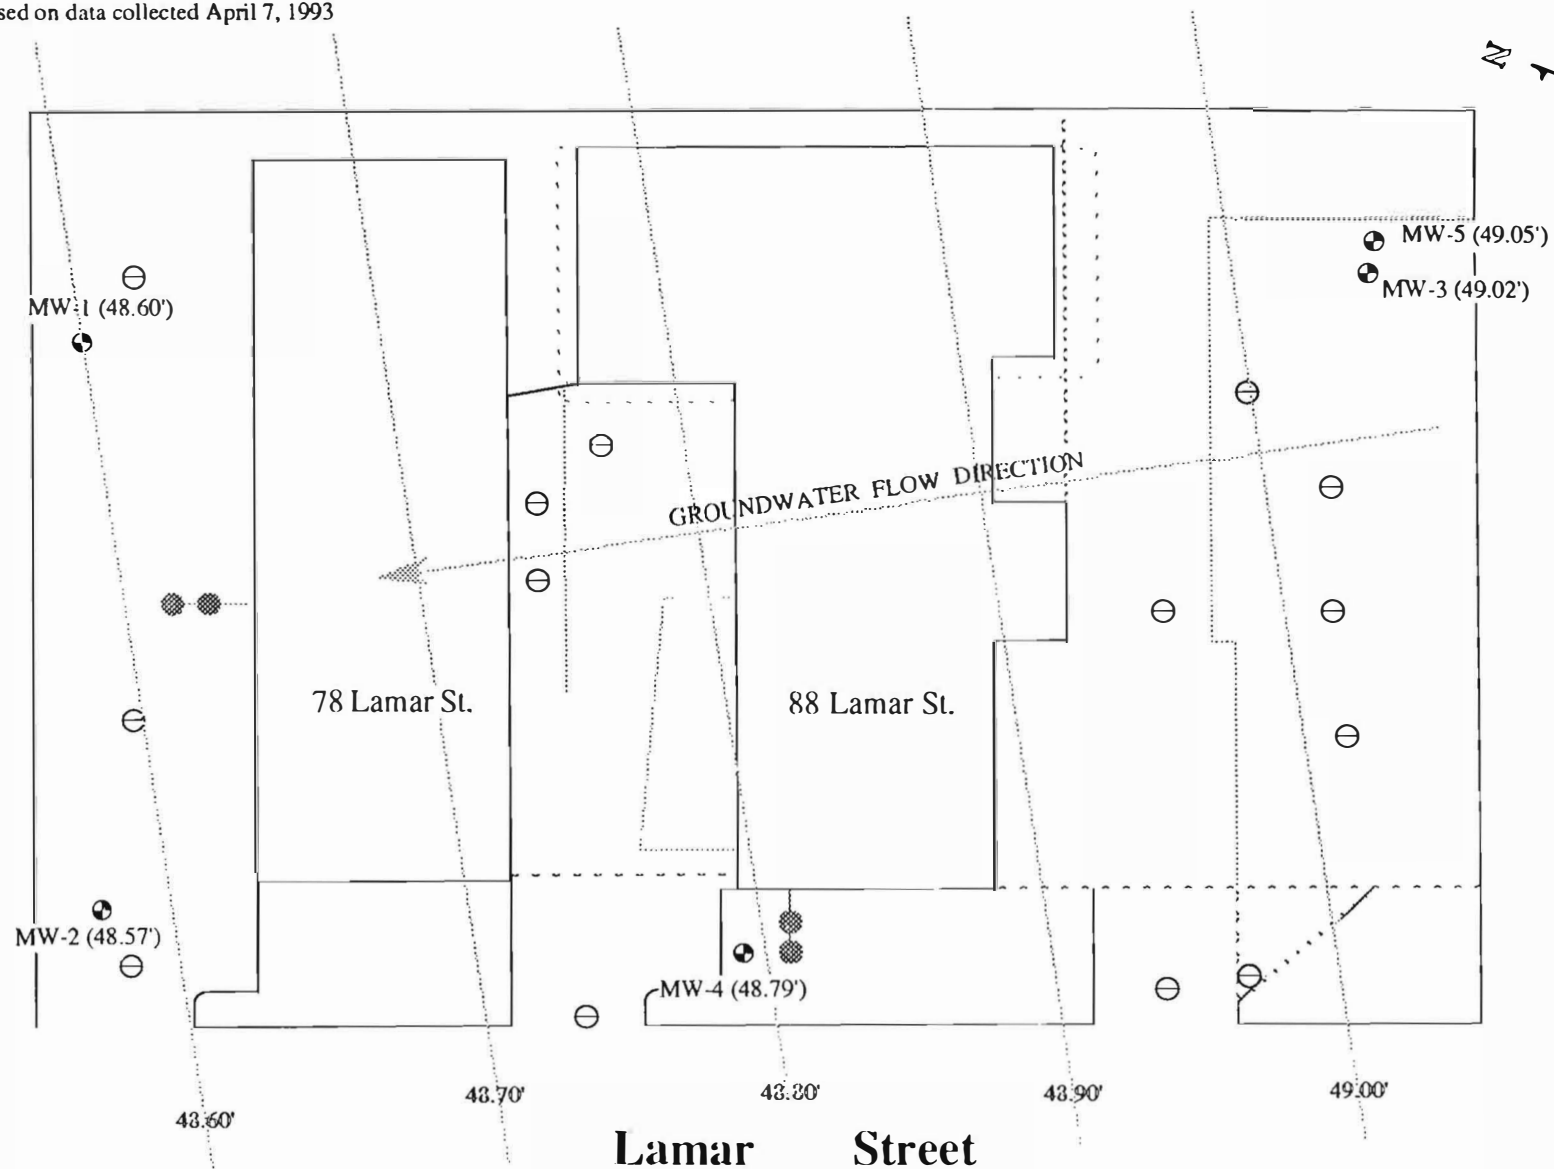 sed on data collected April 7, 1993
N
MW-5 (49.05')
MW-3 (49.02')
MW-1 (48.60')
GROUNDWATER FLOW DIRECTION
78 Lamar St.
88 Lamar St.
MW-2 (48.57')
MW-4 (48.79')
48.60'
48.70'
48.80'
48.90'
49.00'
Lamar Street